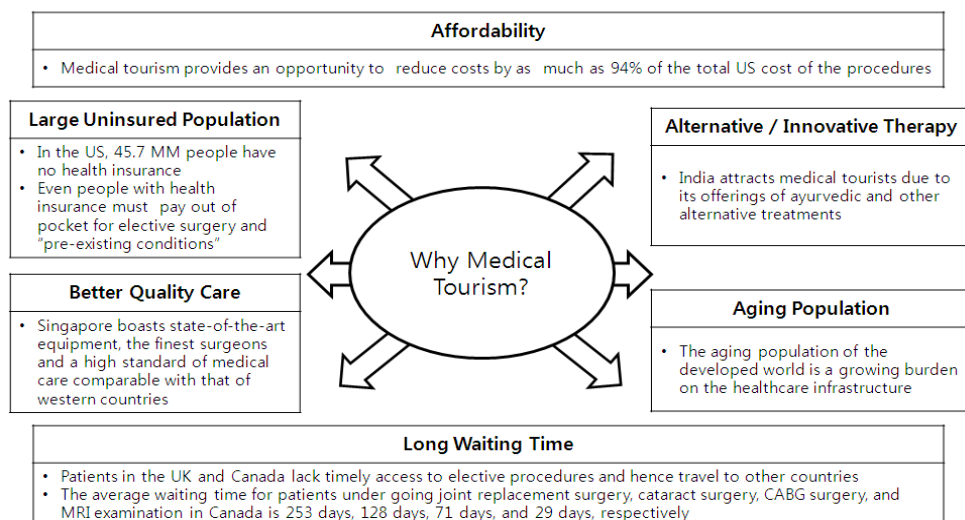 Affordability
• Medical tourism provides an opportunity to reduce costs by as much as 94% of the total US cost of the procedures
Large Uninsured Population
• In the US, 45.7 MM people have
no health insurance
• Even people with health
insurance must pay out of
pocket for elective surgery and
"pre-existing conditions"
Alternative / Innovative Therapy
• India attracts medical tourists due to
its offerings of ayurvedic and other
alternative treatments
Why Medical
Tourism?
Better Quality Care
• Singapore boasts state-of-the-art
equipment, the finest surgeons
and a high standard of medical
care comparable with that of
western countries
Aging Population
• The aging population of the
developed world is a growing burden
on the healthcare infrastructure
Long Waiting Time
• Patients in the UK and Canada lack timely access to elective procedures and hence travel to other countries
• The average waiting time for patients under going joint replacement surgery, cataract surgery, CABG surgery, and
MRI examination in Canada is 253 days, 128 days, 71 days, and 29 days, respectively